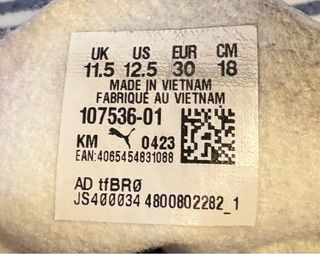 UK US EUR CM
11.5 12.5 30 18
MADE IN VIETNAM
FABRIQUÉ AU VIETNAM
107536-01
KM 0423
EAN:4065454831088
AD tfBRØ
JS400034 4800802282_1